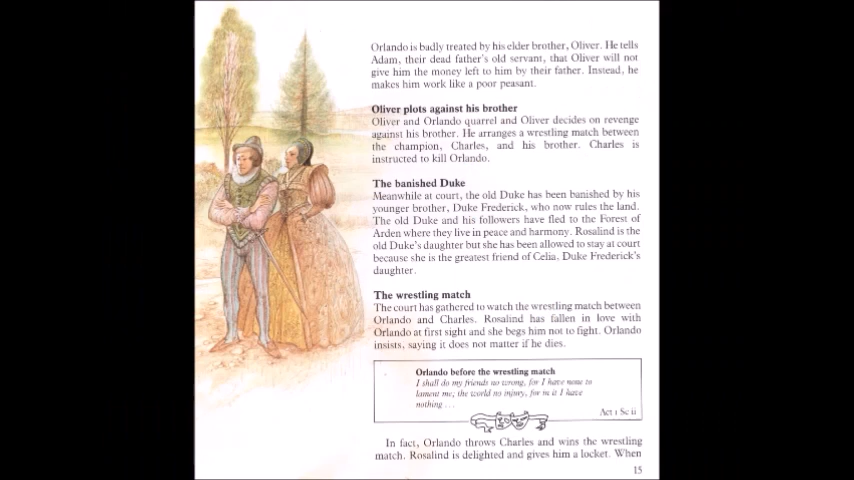 Orlando is badly treated by his elder brother, Oliver. He tells
Adam, their dead father's old servant, that Oliver will not
give him the money left to him by their father. Instead, he
makes him work like a poor peasant.
Oliver plots against his brother
Oliver and Orlando quarrel and Oliver decides on revenge
against his brother. He arranges a wrestling match between
the champion, Charles, and his brother. Charles is
instructed to kill Orlando.
The banished Duke
Meanwhile at court, the old Duke has been banished by his
younger brother, Duke Frederick, who now rules the land.
The old Duke and his followers have fled to the Forest of
Arden where they live in peace and harmony. Rosalind is the
old Duke's daughter but she has been allowed to stay at court
because she is the greatest friend of Celia, Duke Frederick's
daughter.
The wrestling match
The court has gathered to watch the wrestling match between
Orlando and Charles. Rosalind has fallen in love with
Orlando at first sight and she begs him not to fight. Orlando
insists, saying it does not matter if he dies.
Orlando before the wrestling match
I shall do my friends no wrong, for I have none to
lament me; the world no injury, for in it I have
nothing . . .
Act 1 Sc ii
In fact, Orlando throws Charles and wins the wrestling
match. Rosalind is delighted and gives him a locket. When
15